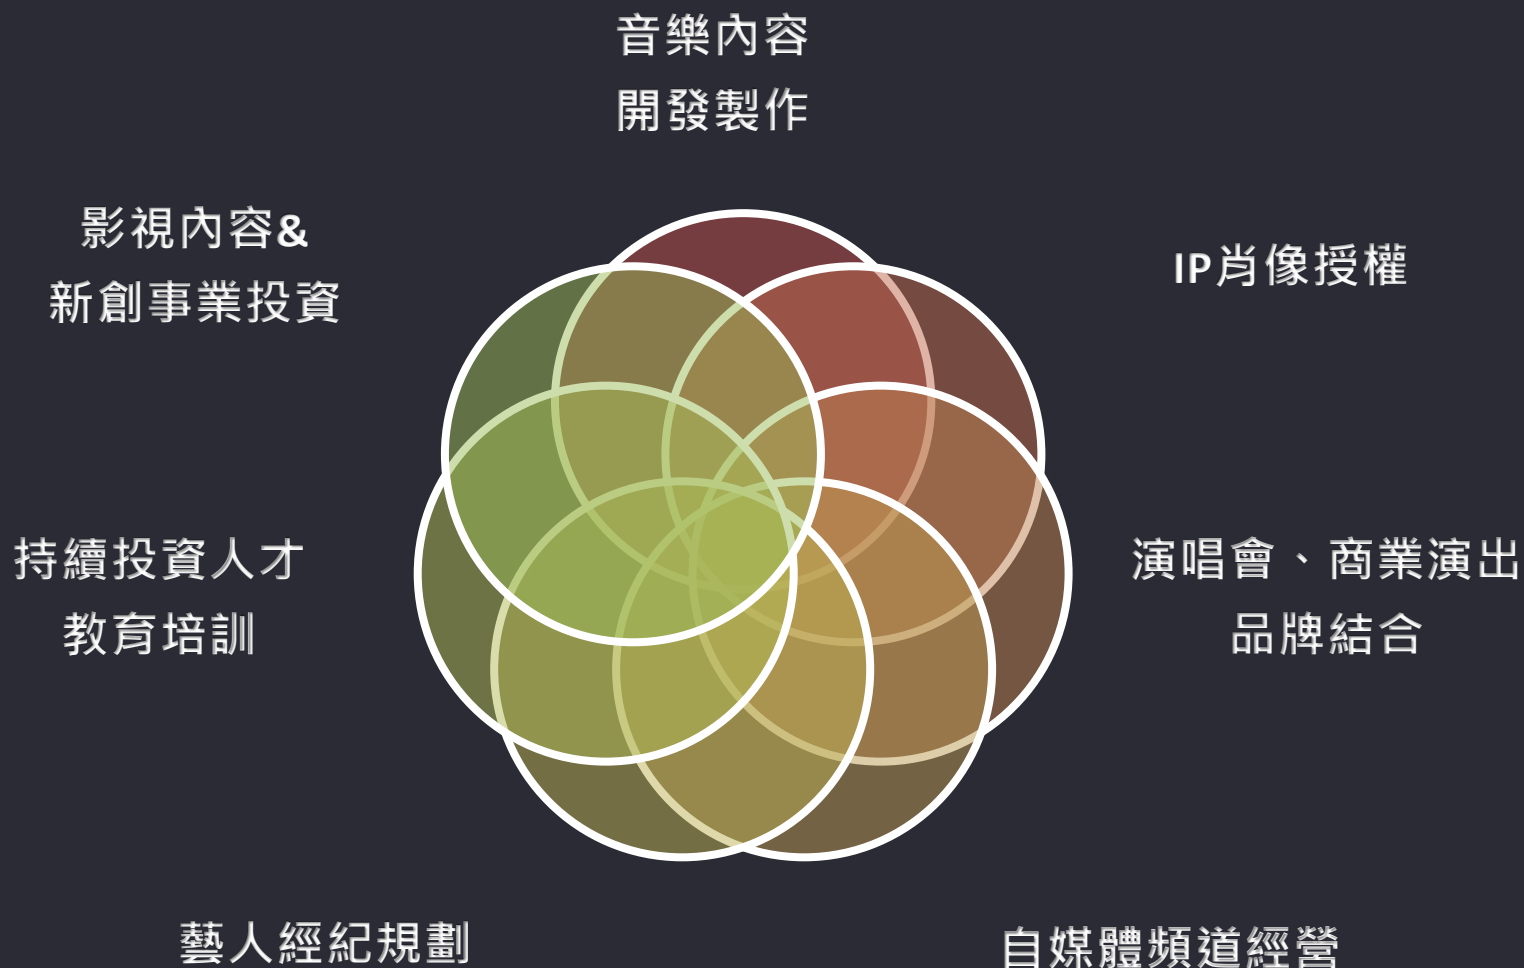 音樂內容
開發製作
影視內容&
新創事業投資
IP肖像授權
持續投資人才
教育培訓
演唱會、商業演出
品牌結合
藝人經紀規劃
自媒體頻道經營